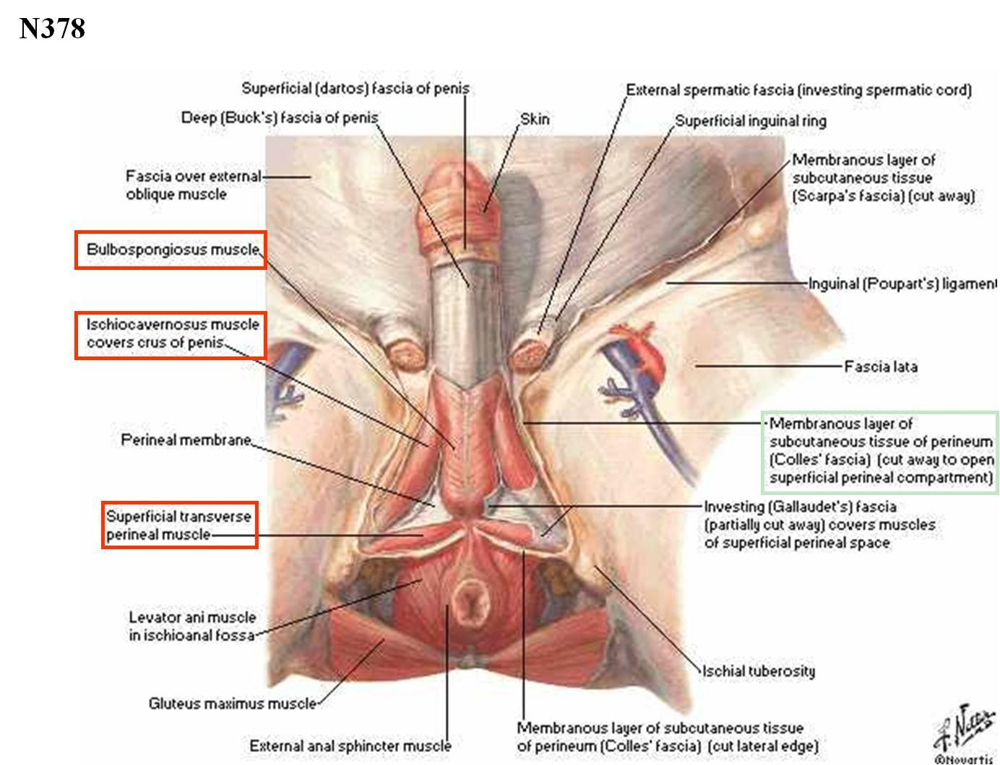 N378
Superficial (dartos) fascia of penis
Deep (Buck's) fascia of penis
Skin
External spermatic fascia (investing spermatic cord)
Superficial inguinal ring
Fascia over external
oblique muscle
Membranous layer of
subcutaneous tissue
(Scarpa's fascia) (cut away)
Bulbospongiosus muscle
Inguinal (Poupart's) ligament
Ischiocavernosus muscle
covers crus of penis
Fascia lata
Perineal membrane
Membranous layer of
subcutaneous tissue of perineum
(Colles' fascia) (cut away to open
superficial perineal compartment)
Superficial transverse
perineal muscle
Investing (Gallaudet's) fascia
(partially cut away) covers muscles
of superficial perineal space
Levator ani muscle
in ischioanal fossa
Ischial tuberosity
Gluteus maximus muscle
External anal sphincter muscle
Membranous layer of subcutaneous tissue
of perineum (Colles' fascia) (cut lateral edge)
F. Netter
©Novartis